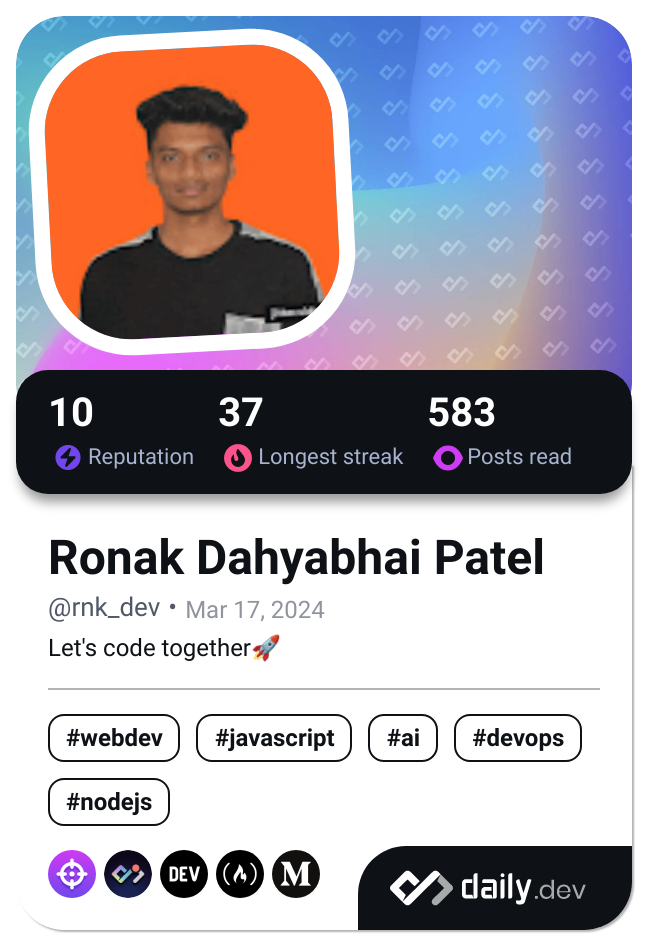 10 37 583
Reputation Longest streak Posts read
Ronak Dahyabhai Patel
@rnk_dev • Mar 17, 2024
Let's code together🚀
#webdev #javascript #ai #devops
#nodejs
DEV M daily.dev